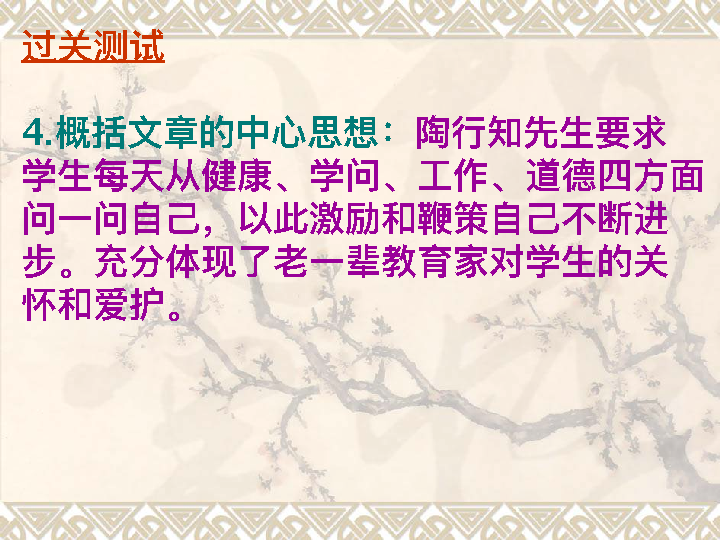 过关测试
4.概括文章的中心思想：陶行知先生要求
学生每天从健康、学问、工作、道德四方面
问一问自己，以此激励和鞭策自己不断进
步。充分体现了老一辈教育家对学生的关
怀和爱护。